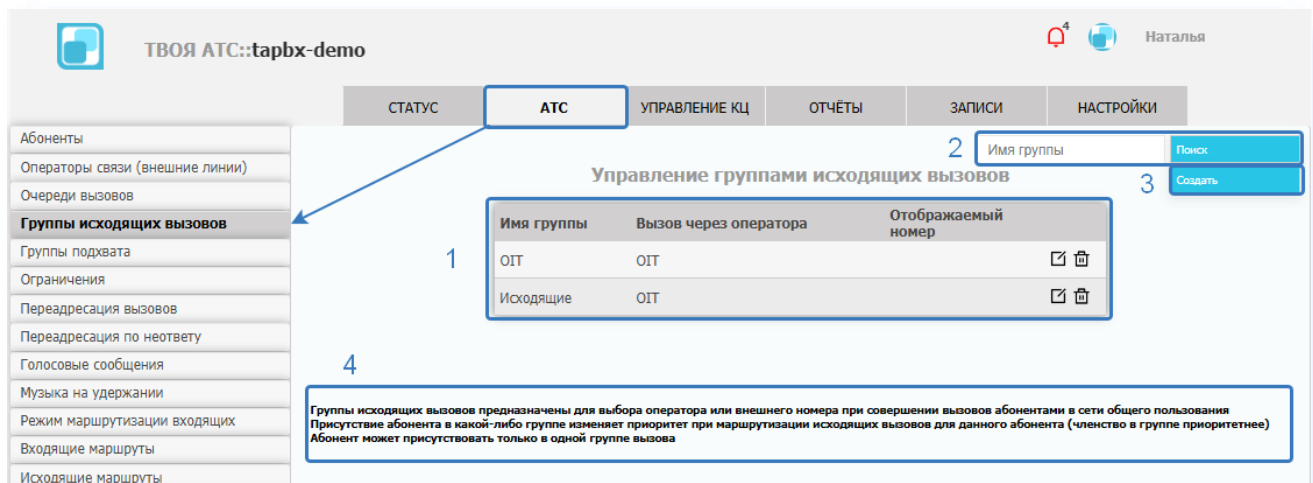 4
ТВОЯ АТС::tapbx-demo
Наталья
СТАТУС
АТС
УПРАВЛЕНИЕ КЦ
ОТЧЁТЫ
ЗАПИСИ
НАСТРОЙКИ
Абоненты
Операторы связи (внешние линии)
Очереди вызовов
Группы исходящих вызовов
Группы подхвата
Ограничения
Переадресация вызовов
Переадресация по неответу
Голосовые сообщения
Музыка на удержании
Режим маршрутизации входящих
Входящие маршруты
Исходящие маршруты
2
Имя группы
Поиск
3
Создать
Управление группами исходящих вызовов
1
Имя группы Вызов через оператора Отображаемый
номер
OIT OIT
Исходящие OIT
4
Группы исходящих вызовов предназначены для выбора оператора или внешнего номера при совершении вызовов абонентами в сети общего пользования
Присутствие абонента в какой-либо группе изменяет приоритет при маршрутизации исходящих вызовов для данного абонента (членство в группе приоритетнее)
Абонент может присутствовать только в одной группе вызова